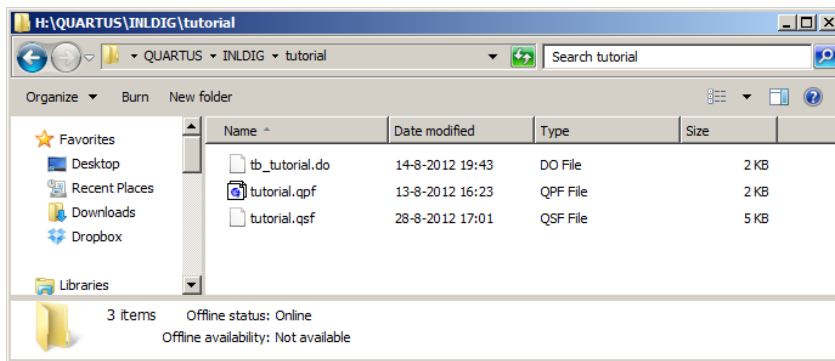 H:\QUARTUS\INLDIG\tutorial
QUARTUS INLDIG tutorial Search tutorial
Organize Burn New folder
Favorites
Desktop
Recent Places
Downloads
Dropbox
Libraries
Name Date modified Type Size
tb_tutorial.do 14-8-2012 19:43 DO File 2 KB
tutorial.qpf 13-8-2012 16:23 QPF File 2 KB
tutorial.qsf 28-8-2012 17:01 QSF File 5 KB
3 items Offline status: Online
Offline availability: Not available